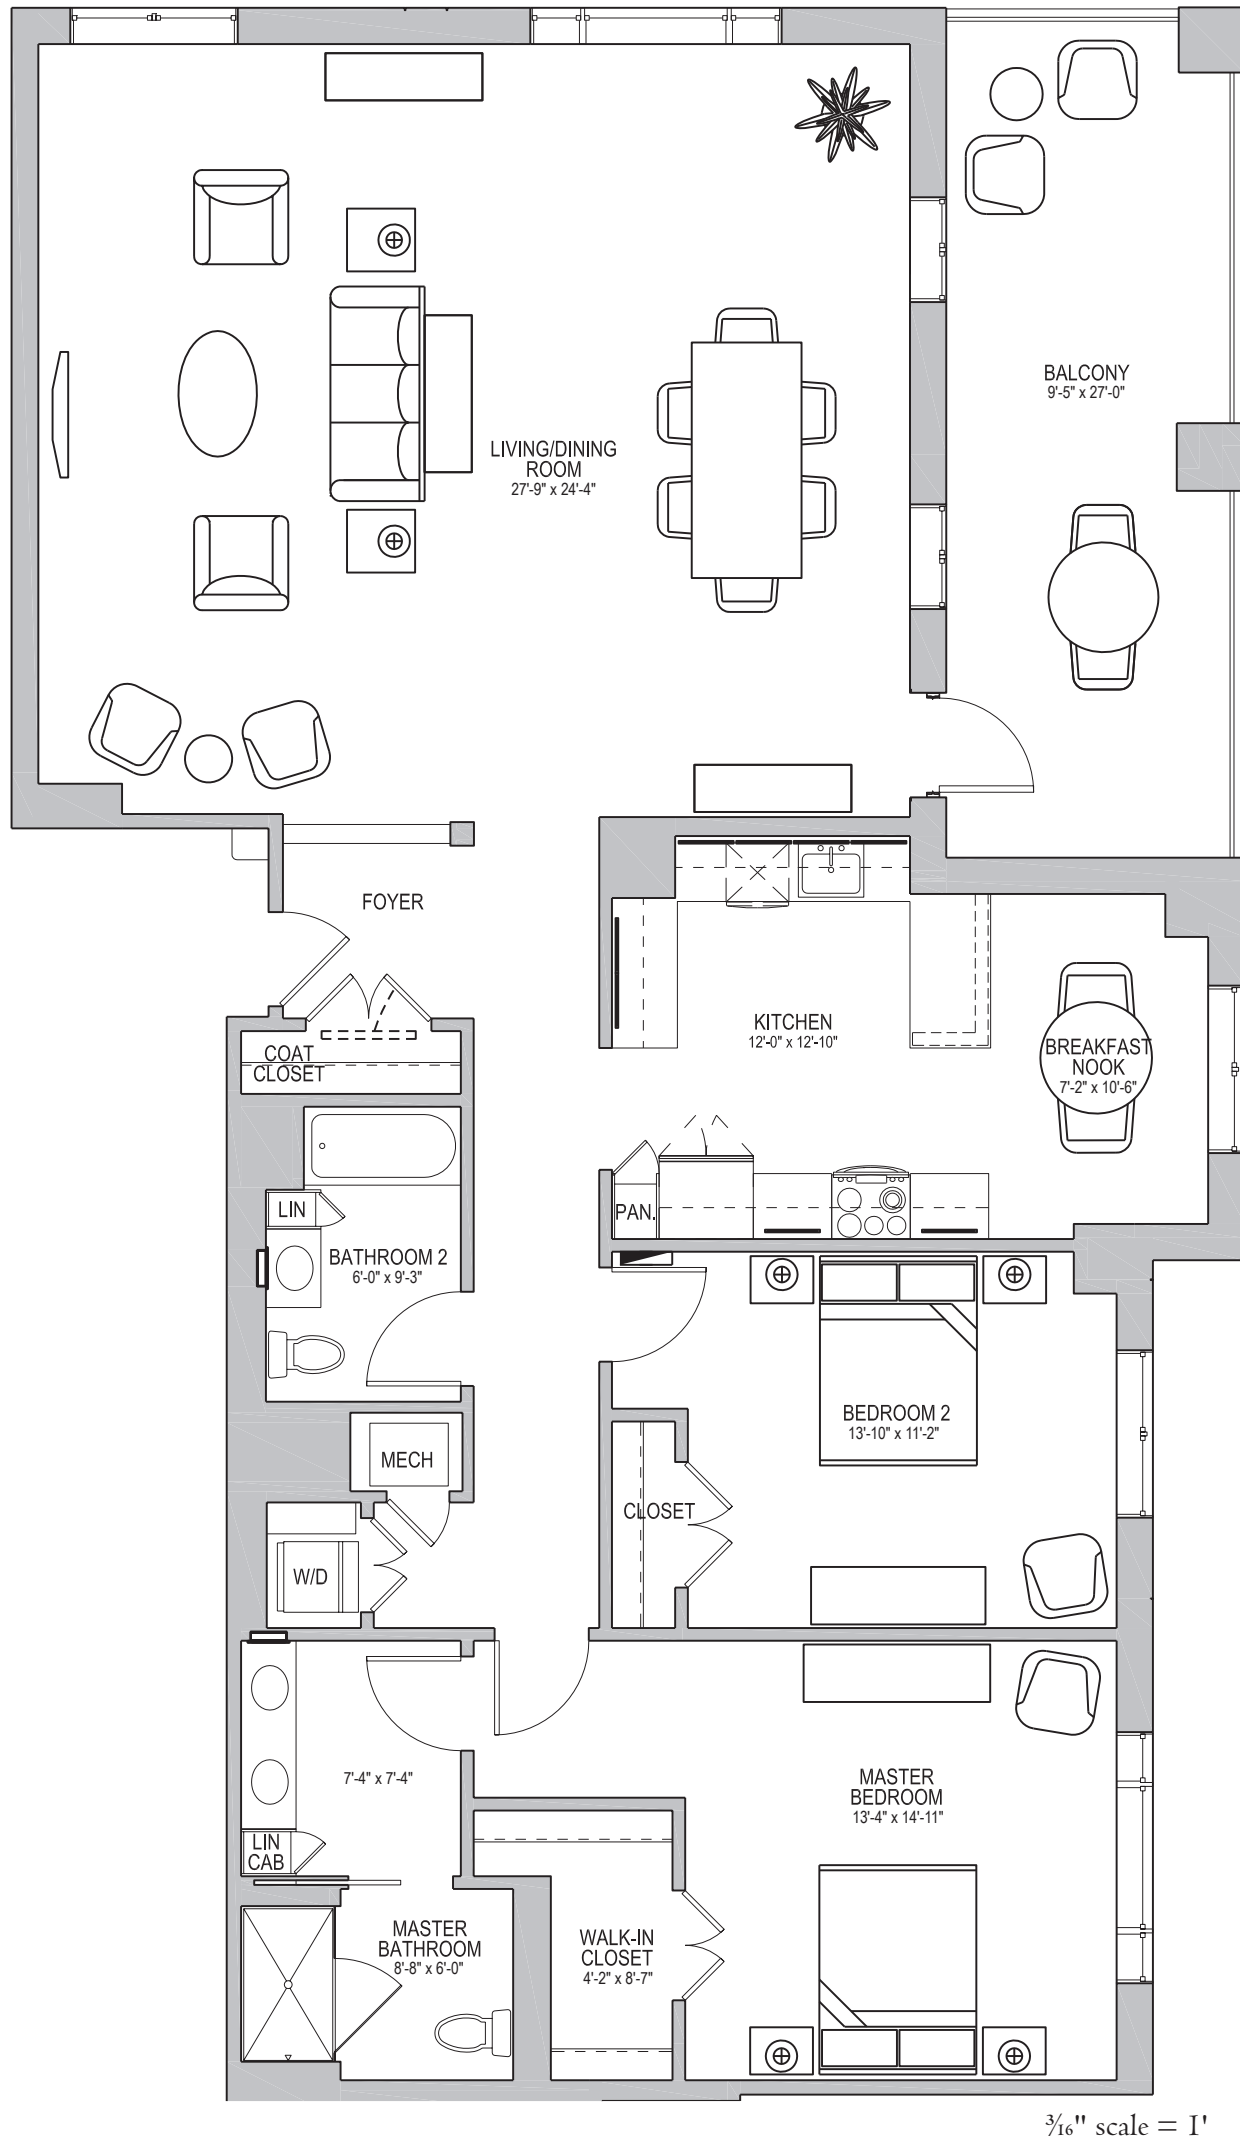 BALCONY
9'-5" x 27'-0"
LIVING/DINING
ROOM
27'-9" x 24'-4"
FOYER
KITCHEN
12'-0" x 12'-10"
BREAKFAST
NOOK
7'-2" x 10'-6"
COAT
CLOSET
LIN
PAN.
BATHROOM 2
6'-0" x 9'-3"
BEDROOM 2
13'-10" x 11'-2"
MECH
CLOSET
W/D
7'-4" x 7'-4"
MASTER
BEDROOM
13'-4" x 14'-11"
LIN
CAB
MASTER
BATHROOM
8'-8" x 6'-0"
WALK-IN
CLOSET
4'-2" x 8'-7"
3/16" scale = 1'